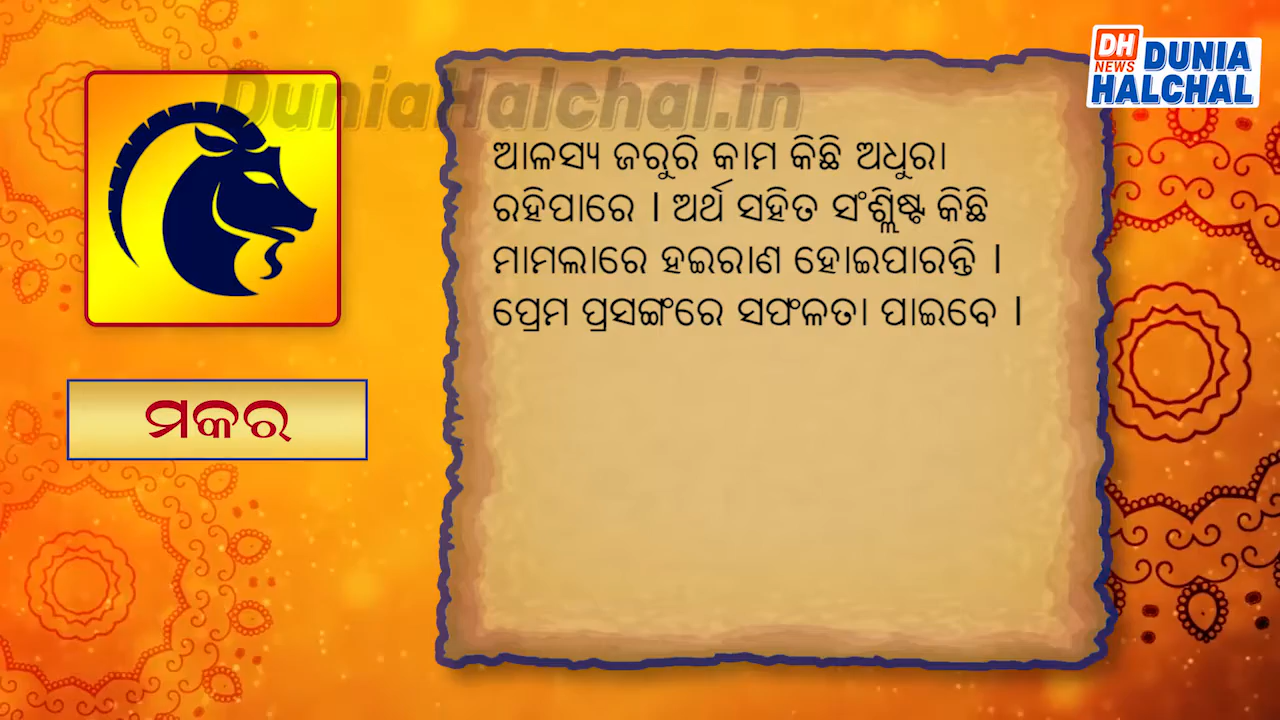 DuniaHalchal.in
DH NEWS DUNIA HALCHAL
ଆଳସ୍ୟ ଜରୁରି କାମ କିଛି ଅଧୁରା
ରହିପାରେ । ଅର୍ଥ ସହିତ ସଂଶ୍ଲିଷ୍ଟ କିଛି
ମାମଲାରେ ହଇରାଣ ହୋଇପାରନ୍ତି ।
ପ୍ରେମ ପ୍ରସଙ୍ଗରେ ସଫଳତା ପାଇବେ ।
ମକର